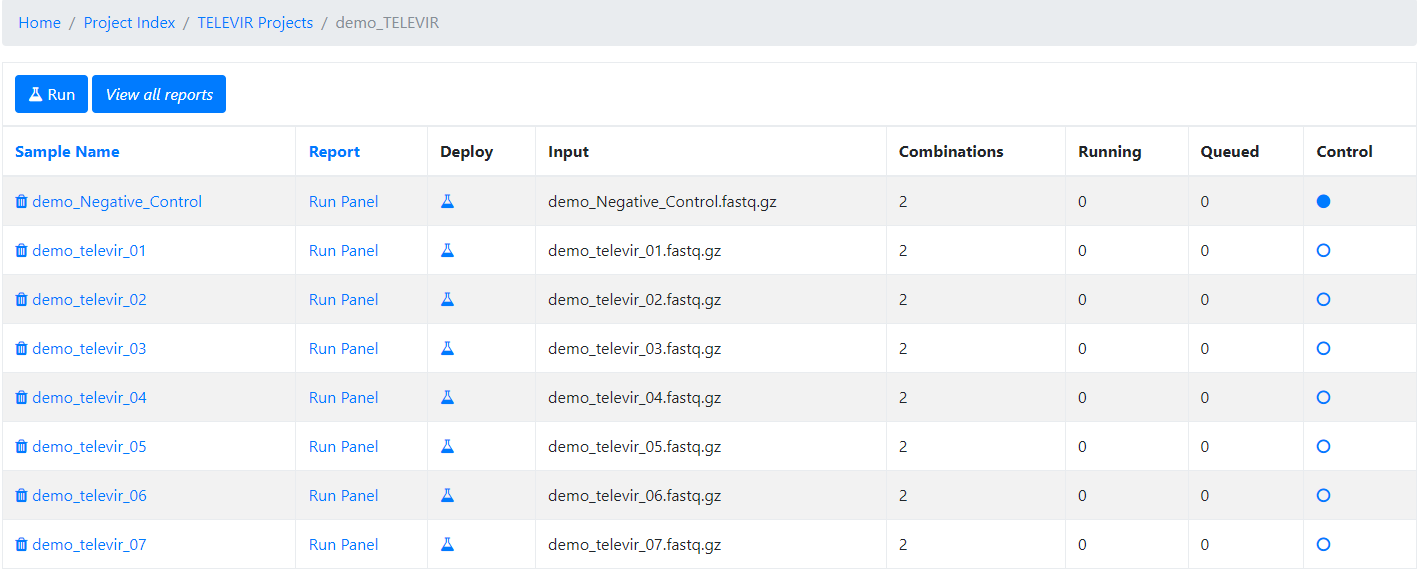 Home / Project Index / TELEVIR Projects / demo_TELEVIR
Run View all reports
Sample Name Report Deploy Input Combinations Running Queued Control
demo_Negative_Control Run Panel demo_Negative_Control.fastq.gz 2 0 0
demo_televir_01 Run Panel demo_televir_01.fastq.gz 2 0 0
demo_televir_02 Run Panel demo_televir_02.fastq.gz 2 0 0
demo_televir_03 Run Panel demo_televir_03.fastq.gz 2 0 0
demo_televir_04 Run Panel demo_televir_04.fastq.gz 2 0 0
demo_televir_05 Run Panel demo_televir_05.fastq.gz 2 0 0
demo_televir_06 Run Panel demo_televir_06.fastq.gz 2 0 0
demo_televir_07 Run Panel demo_televir_07.fastq.gz 2 0 0